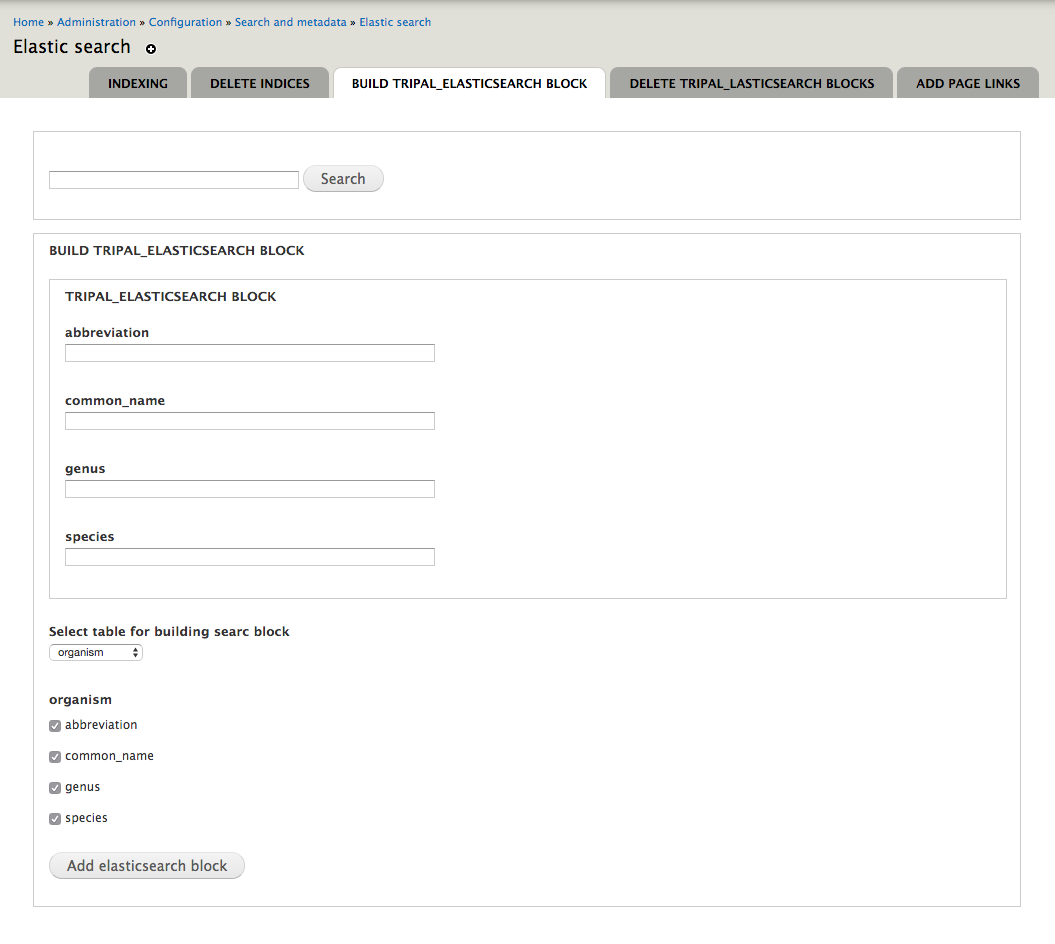 Home » Administration » Configuration » Search and metadata » Elastic search
Elastic search
INDEXING DELETE INDICES BUILD TRIPAL_ELASTICSEARCH BLOCK DELETE TRIPAL_LASTICSEARCH BLOCKS ADD PAGE LINKS
Search
BUILD TRIPAL_ELASTICSEARCH BLOCK
TRIPAL_ELASTICSEARCH BLOCK
abbreviation
common_name
genus
species
Select table for building searc block
organism
organism
abbreviation
common_name
genus
species
Add elasticsearch block